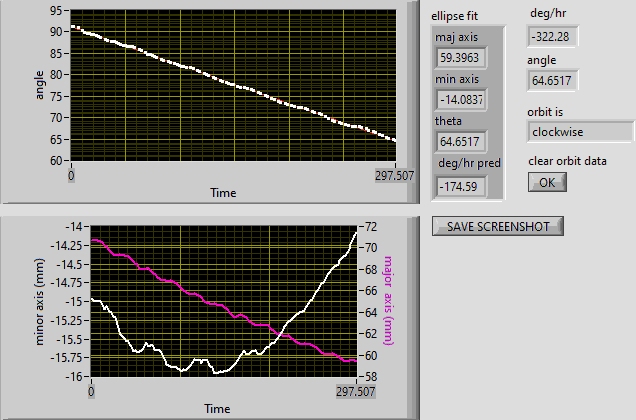 95
90
85
80
75
70
65
60
angle
0
297.507
Time
ellipse fit
maj axis
59.3963
min axis
-14.0837
theta
64.6517
deg/hr pred
-174.59
deg/hr
-322.28
angle
64.6517
orbit is
clockwise
clear orbit data
OK
SAVE SCREENSHOT
-14
-14.25
-14.5
-14.75
-15
-15.25
-15.5
-15.75
-16
minor axis (mm)
72
70
68
66
64
62
60
58
major axis (mm)
0
297.507
Time